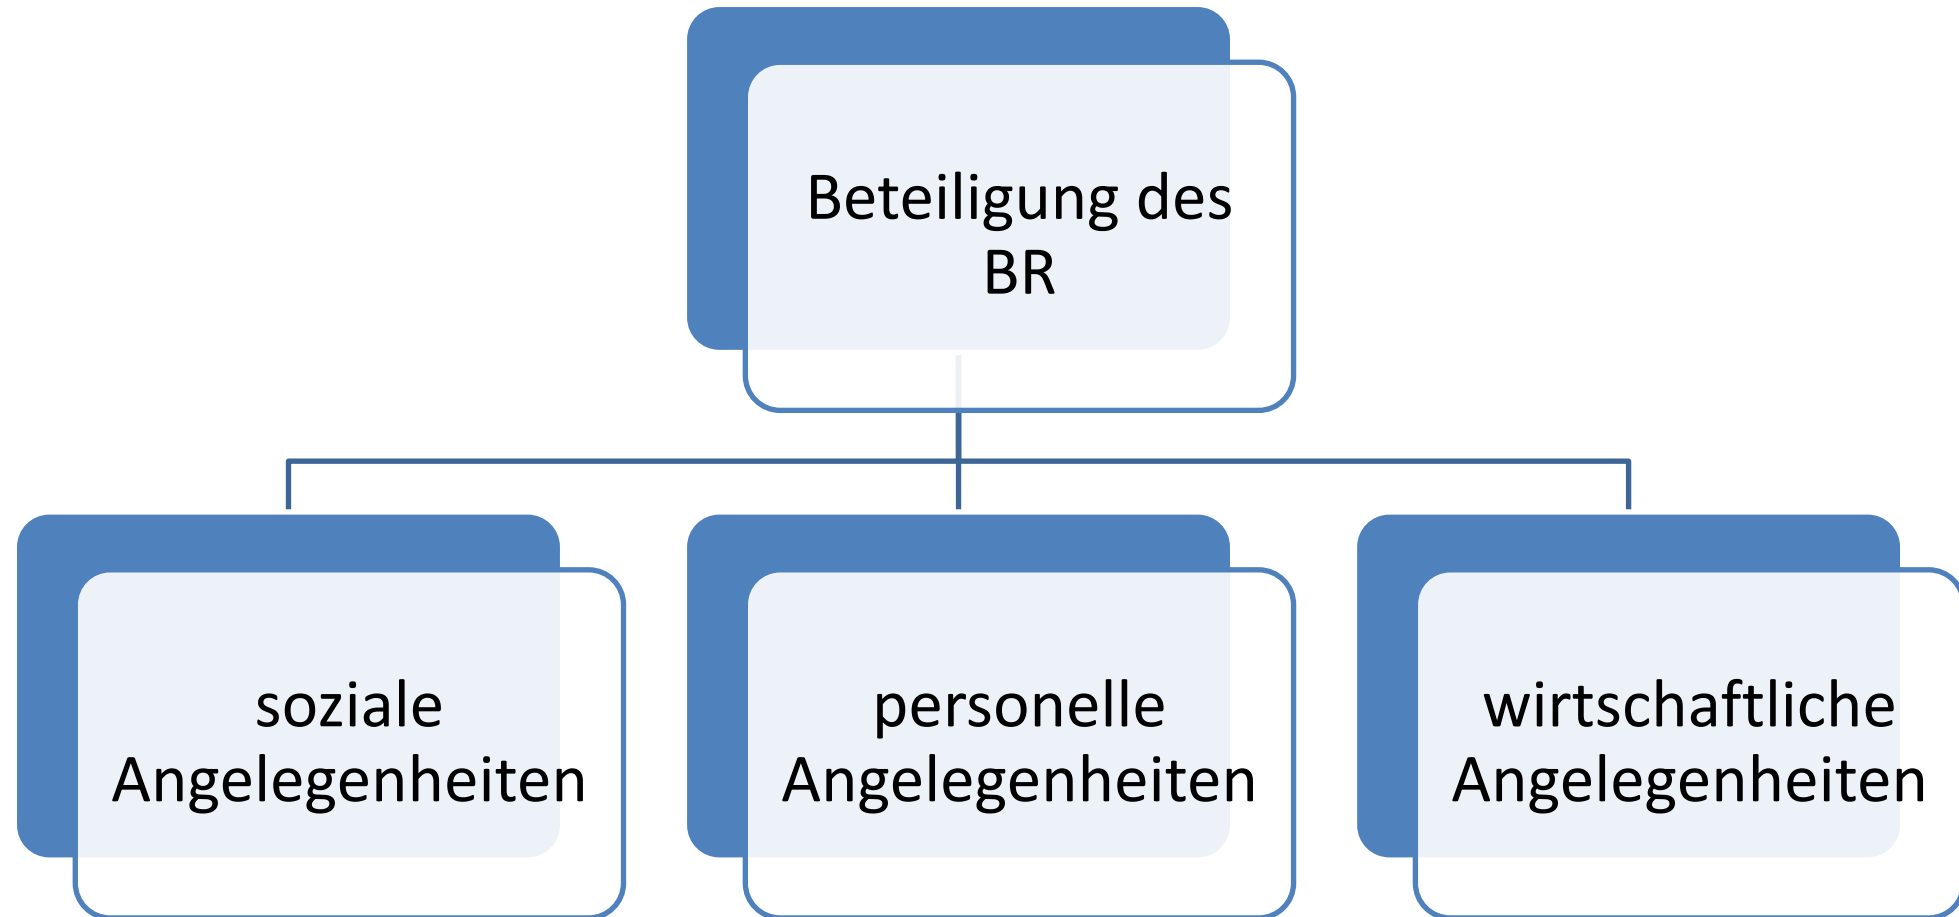 Beteiligung des
BR
soziale
Angelegenheiten
personelle
Angelegenheiten
wirtschaftliche
Angelegenheiten